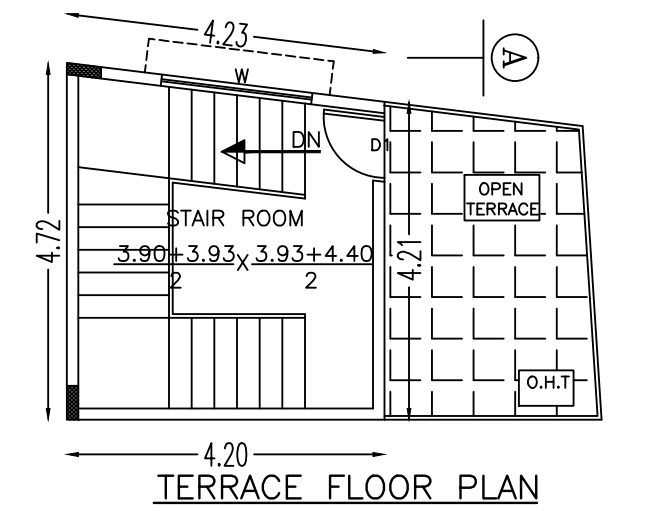 4.23
A
W
DN
D1
OPEN
TERRACE
STAIR ROOM
4.72
3.90+3.93 X 3.93+4.40
2 2
4.21
O.H.T
4.20
TERRACE FLOOR PLAN